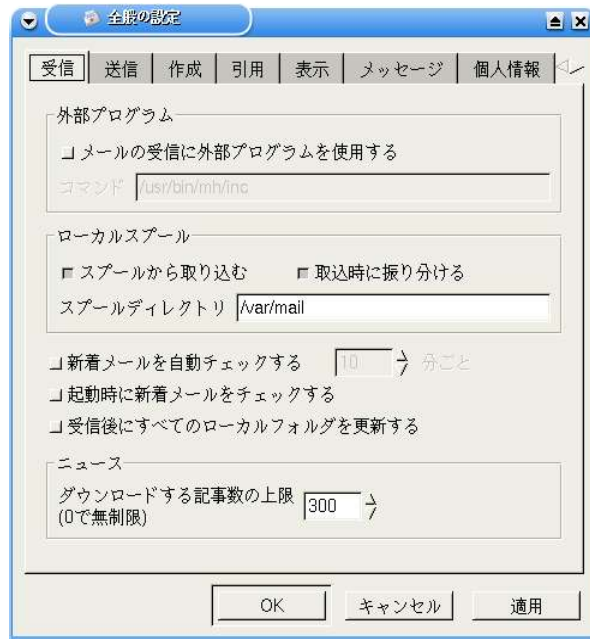 全般の設定
受信 送信 作成 引用 表示 メッセージ 個人情報
外部プログラム
メールの受信に外部プログラムを使用する
コマンド /usr/bin/mh/inc
ローカルスプール
スプールから取り込む 取込時に振り分ける
スプールディレクトリ /var/mail
新着メールを自動チェックする 10 分ごと
起動時に新着メールをチェックする
受信後にすべてのローカルフォルダを更新する
ニュース
ダウンロードする記事数の上限 300
(0で無制限)
OK キャンセル 適用